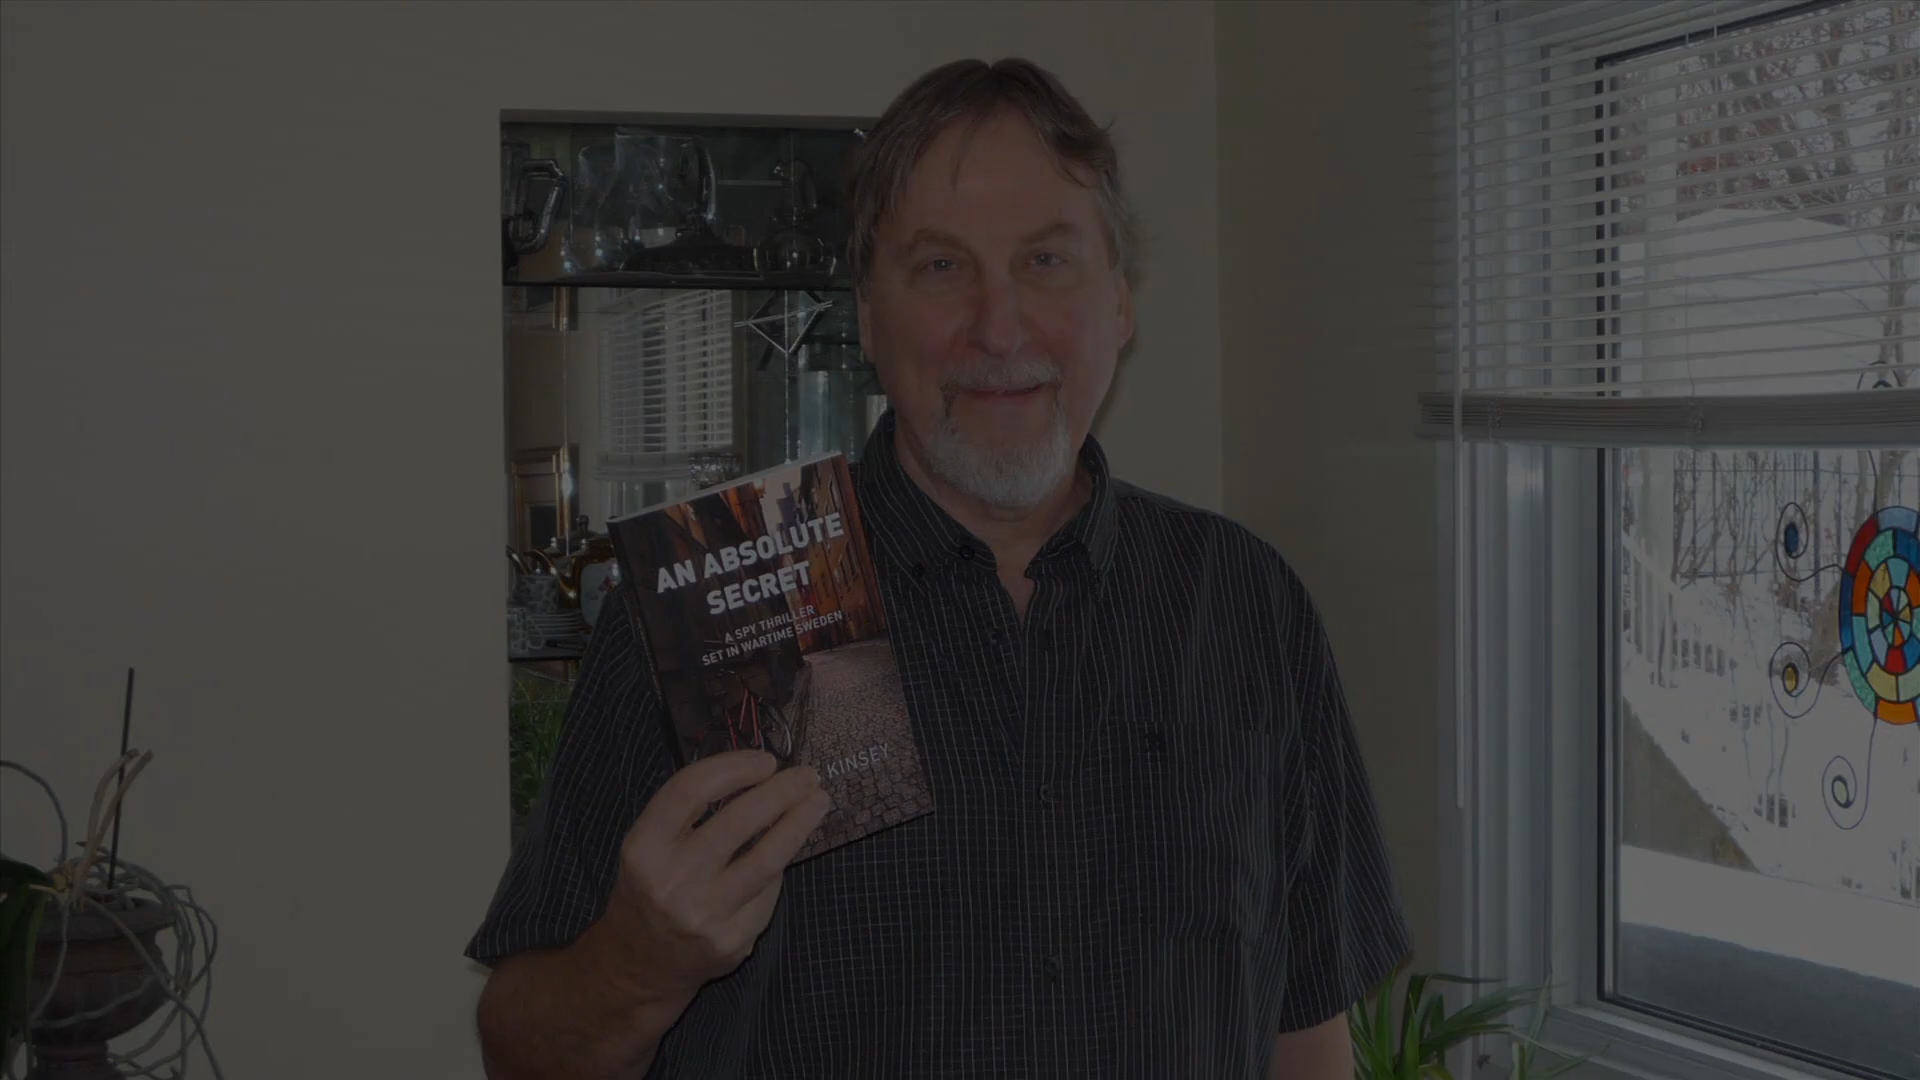 AN ABSOLUTE
SECRET
A SPY THRILLER
SET IN WARTIME SWEDEN
KINSEY